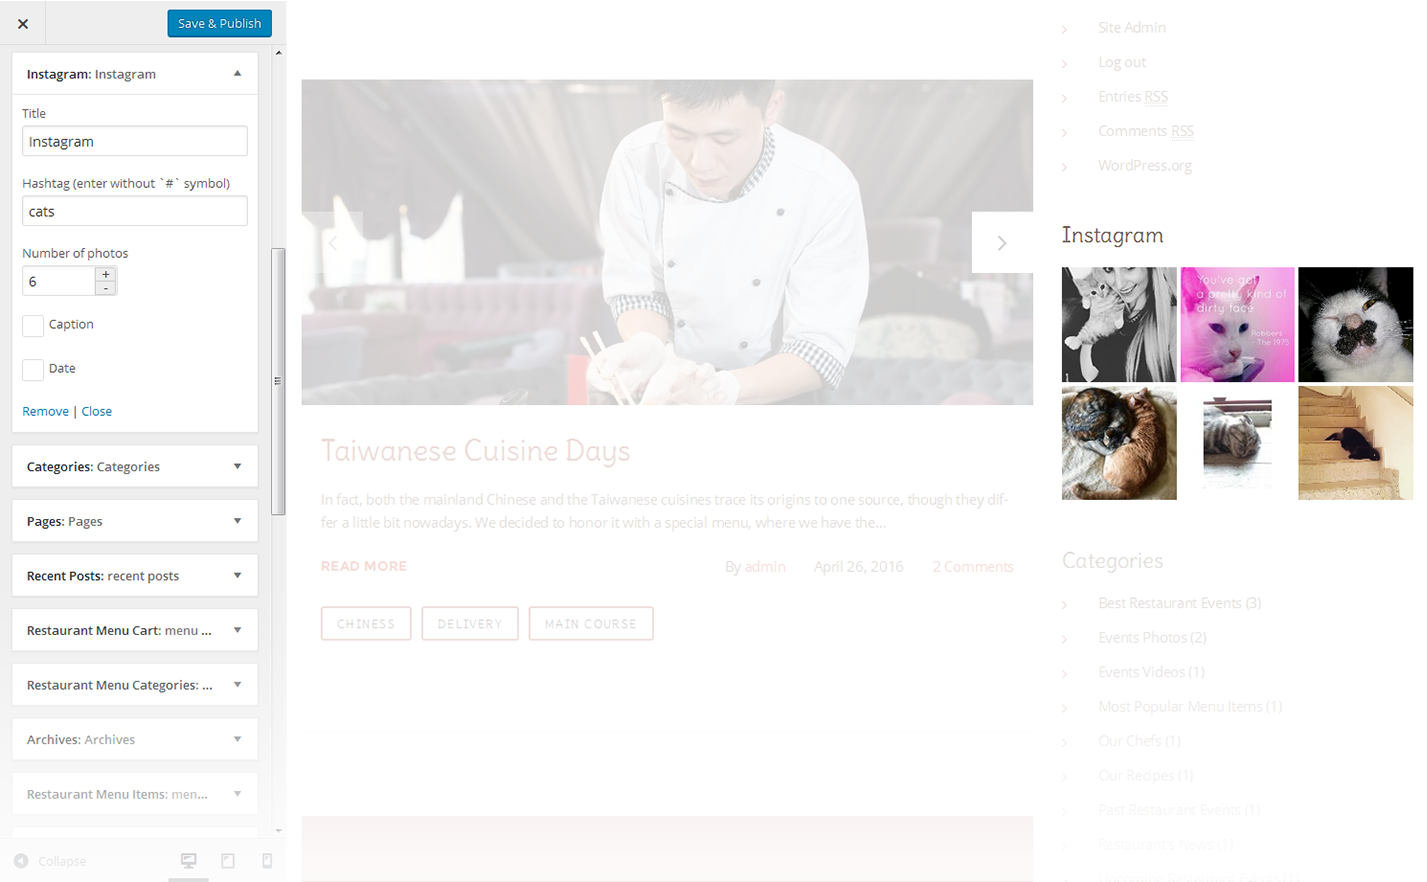 Save & Publish
Instagram: Instagram
Title
Instagram
Hashtag (enter without `#` symbol)
cats
Number of photos
6
+
-
Caption
Date
Remove | Close
Categories: Categories
Pages: Pages
Recent Posts: recent posts
Restaurant Menu Cart: menu ...
Restaurant Menu Categories: ...
Archives: Archives
Restaurant Menu Items: men...
Collapse
Taiwanese Cuisine Days
In fact, both the mainland Chinese and the Taiwanese cuisines trace its origins to one source, though they dif-
fer a little bit nowadays. We decided to honor it with a special menu, where we have the...
READ MORE
By admin
April 26, 2016
2 Comments
CHINESS
DELIVERY
MAIN COURSE
Site Admin
Log out
Entries RSS
Comments RSS
WordPress.org
Instagram
You've got
a pretty kind of
dirty face
Robbers
- The 1975
Categories
Best Restaurant Events (3)
Events Photos (2)
Events Videos (1)
Most Popular Menu Items (1)
Our Chefs (1)
Our Recipes (1)
Past Restaurant Events (1)
Restaurant's News (1)